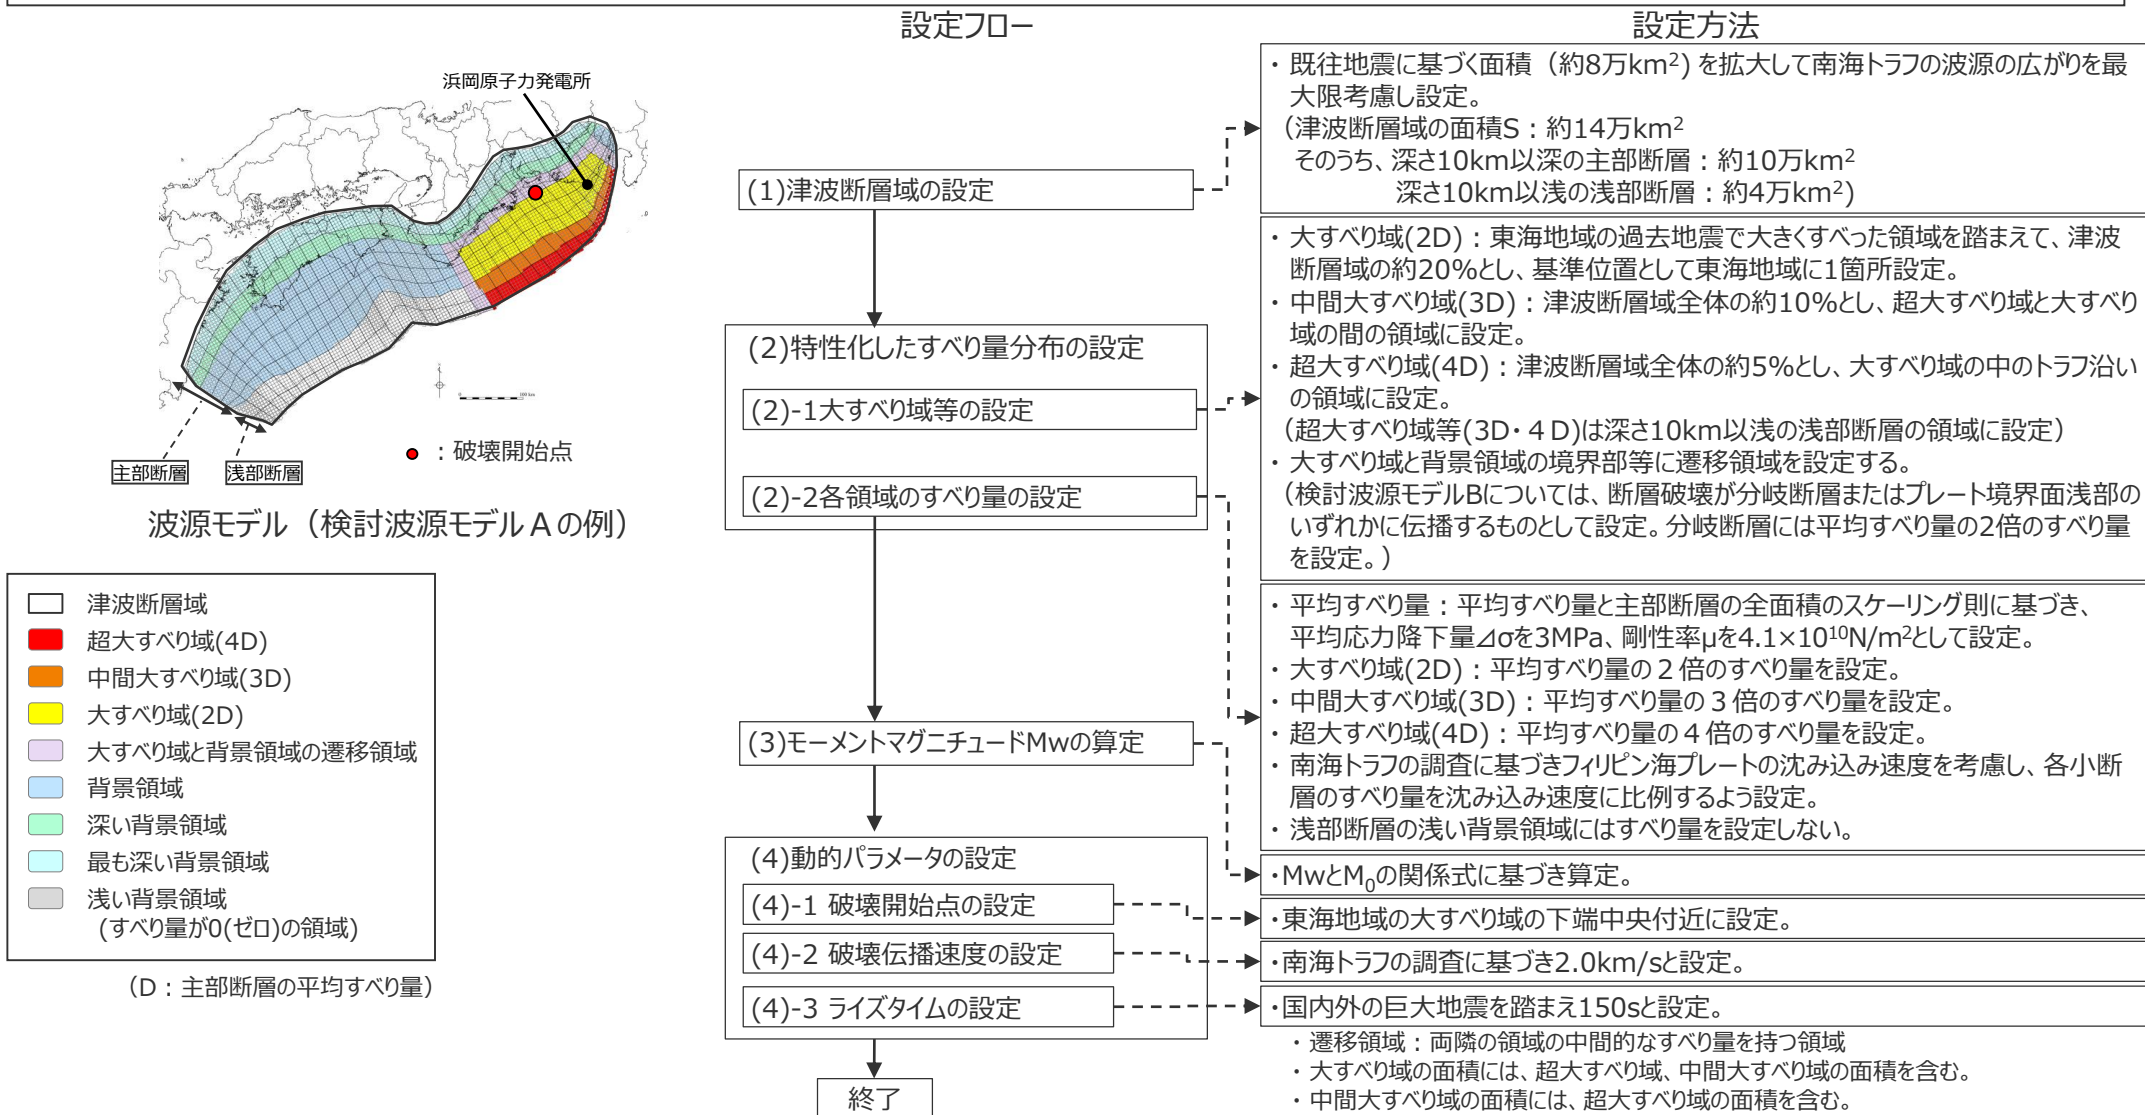 設定フロー
設定方法
浜岡原子力発電所
100 km
主部断層
浅部断層
：破壊開始点
波源モデル（検討波源モデルAの例）
津波断層域
超大すべり域(4D)
中間大すべり域(3D)
大すべり域(2D)
大すべり域と背景領域の遷移領域
背景領域
深い背景領域
最も深い背景領域
浅い背景領域
(すべり量が0(ゼロ)の領域)
（D：主部断層の平均すべり量）
(1)津波断層域の設定
(2)特性化したすべり量分布の設定
(2)-1大すべり域等の設定
(2)-2各領域のすべり量の設定
(3)モーメントマグニチュードMwの算定
(4)動的パラメータの設定
(4)-1 破壊開始点の設定
(4)-2 破壊伝播速度の設定
(4)-3 ライズタイムの設定
終了
・既往地震に基づく面積（約8万km²）を拡大して南海トラフの波源の広がりを最
大限考慮し設定。
（津波断層域の面積S：約14万km²
そのうち、深さ10km以深の主部断層：約10万km²
深さ10km以浅の浅部断層：約4万km²）
・大すべり域(2D)：東海地域の過去地震で大きくすべった領域を踏まえて、津波
断層域の約20%とし、基準位置として東海地域に1箇所設定。
・中間大すべり域(3D)：津波断層域全体の約10%とし、超大すべり域と大すべり
域の間の領域に設定。
・超大すべり域(4D)：津波断層域全体の約5%とし、大すべり域の中のトラフ沿い
の領域に設定。
（超大すべり域等(3D・４D)は深さ10km以浅の浅部断層の領域に設定）
・大すべり域と背景領域の境界部等に遷移領域を設定する。
（検討波源モデルBについては、断層破壊が分岐断層またはプレート境界面浅部の
いずれかに伝播するものとして設定。分岐断層には平均すべり量の2倍のすべり量
を設定。）
・平均すべり量：平均すべり量と主部断層の全面積のスケーリング則に基づき、
平均応力降下量⊿σを3MPa、剛性率μを4.1×10¹⁰N/m²として設定。
・大すべり域(2D)：平均すべり量の２倍のすべり量を設定。
・中間大すべり域(3D)：平均すべり量の３倍のすべり量を設定。
・超大すべり域(4D)：平均すべり量の４倍のすべり量を設定。
・南海トラフの調査に基づきフィリピン海プレートの沈み込み速度を考慮し、各小断
層のすべり量を沈み込み速度に比例するよう設定。
・浅部断層の浅い背景領域にはすべり量を設定しない。
・MwとM₀の関係式に基づき算定。
・東海地域の大すべり域の下端中央付近に設定。
・南海トラフの調査に基づき2.0km/sと設定。
・国内外の巨大地震を踏まえ150sと設定。
・遷移領域：両隣の領域の中間的なすべり量を持つ領域
・大すべり域の面積には、超大すべり域、中間大すべり域の面積を含む。
・中間大すべり域の面積には、超大すべり域の面積を含む。